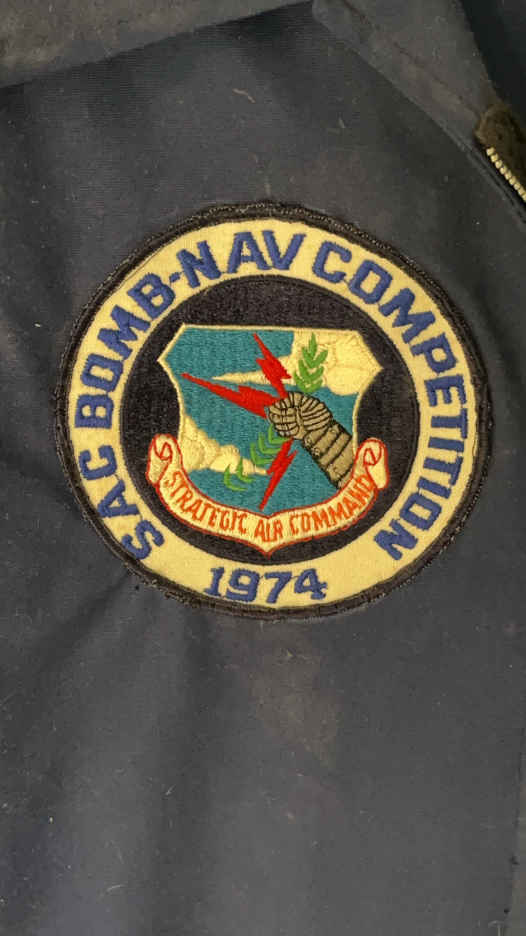 SAC BOMB-NAV COMPETITION
STRATEGIC AIR COMMAND
1974